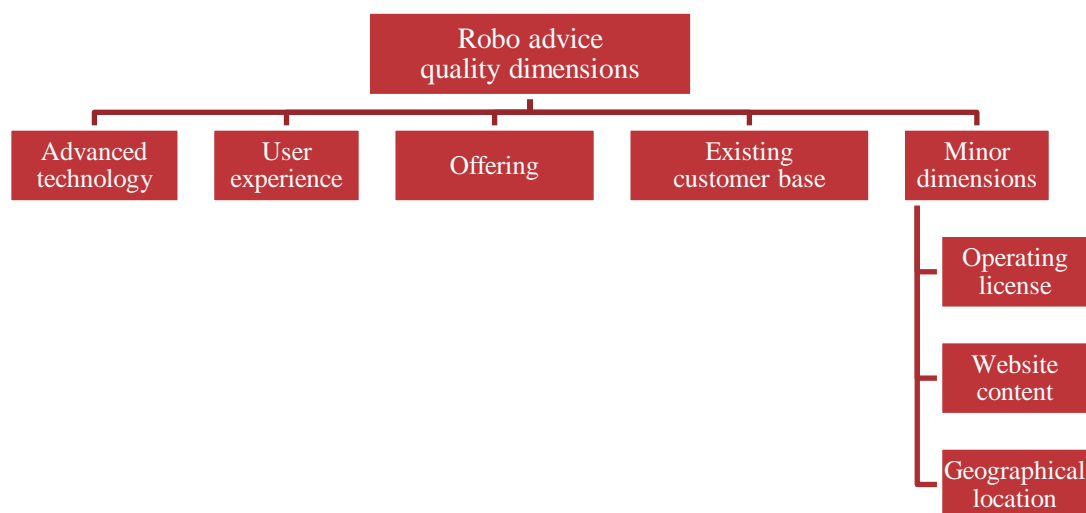 Robo advice
quality dimensions
Advanced
technology
User
experience
Offering
Existing
customer base
Minor
dimensions
Operating
license
Website
content
Geographical
location